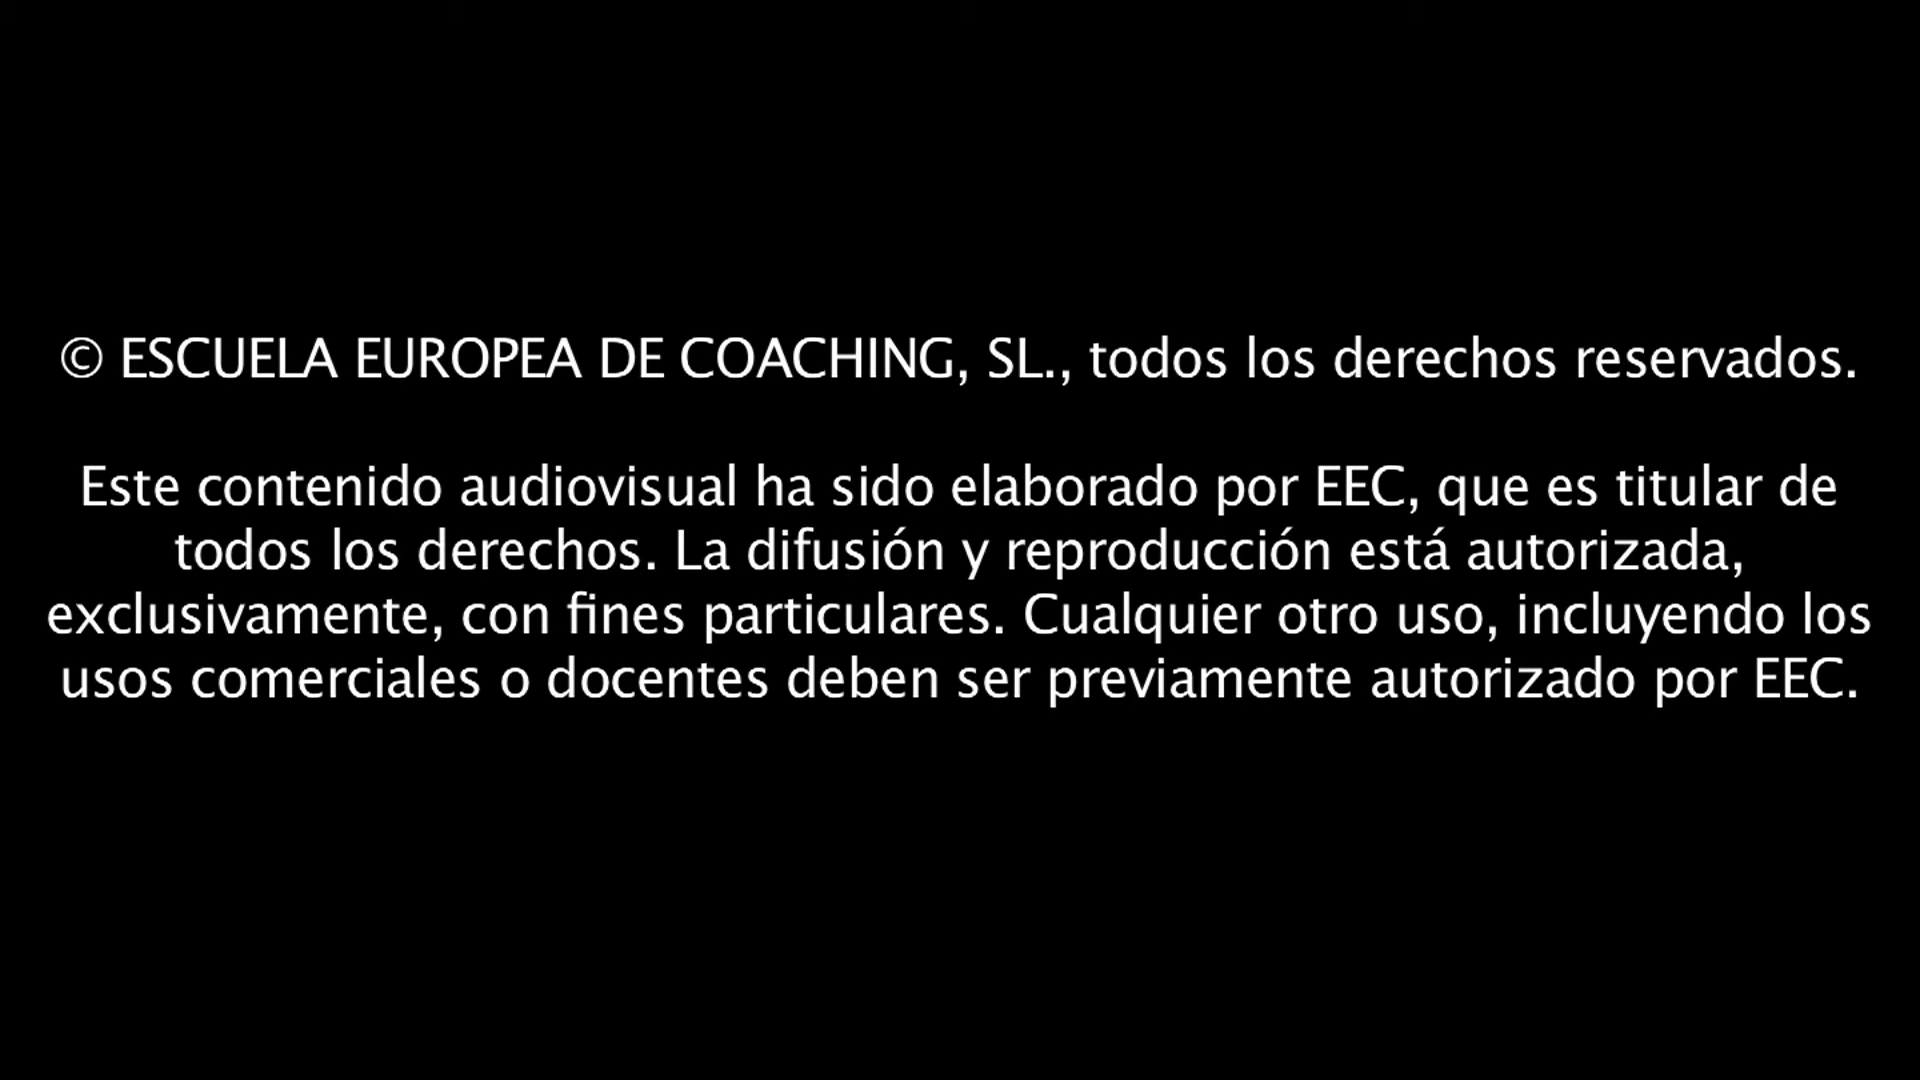 © ESCUELA EUROPEA DE COACHING, SL., todos los derechos reservados.
Este contenido audiovisual ha sido elaborado por EEC, que es titular de
todos los derechos. La difusión y reproducción está autorizada,
exclusivamente, con fines particulares. Cualquier otro uso, incluyendo los
usos comerciales o docentes deben ser previamente autorizado por EEC.